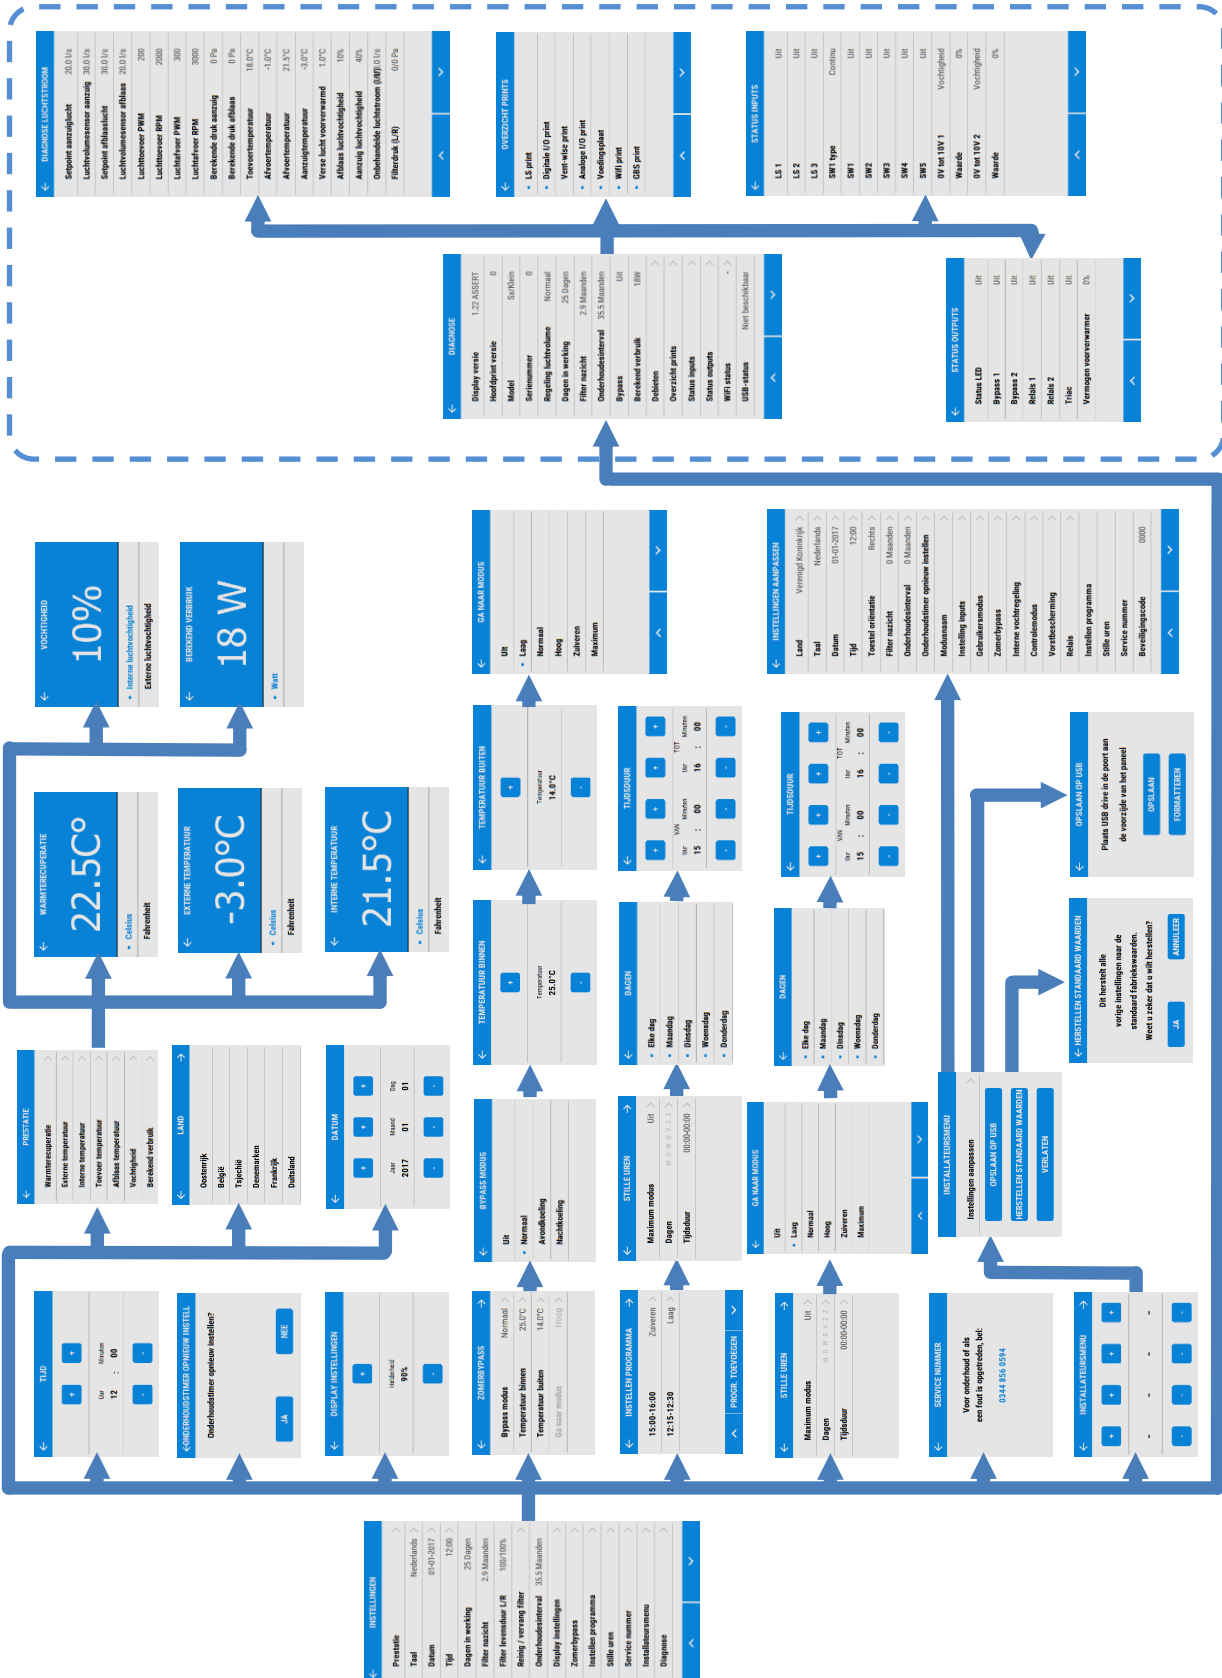 INSTELLINGEN
Prestatie
Taal Nederlands
Datum 01-01-2017
Tijd 12:00
Dagen in werking 25 Dagen
Filter nazicht 2.9 Maanden
Filter levensduur L/R 100/100%
Reinig / vervang filter
Onderhoudesinterval 35.5 Maanden
Display instellingen
Zomerbypass
Instellen programma
Stille uren
Service nummer
Installateursmenu
Diagnose
TIJD
+ +
Uur Minuten
12 : 00
- -
ONDERHOUDSTIMER OPNIEUW INSTELL
Onderhoudstimer opnieuw instellen?
JA NEE
DISPLAY INSTELLINGEN
+
Helderheid
90%
-
ZOMERBYPASS
Bypass modus Normaal
Temperatuur binnen 25.0°C
Temperatuur buiten 14.0°C
Ga naar modus Hoog
INSTELLEN PROGRAMMA
15:00-16:00 Zuiveren
12:15-12:30 Laag
PROGR. TOEVOEGEN
STILLE UREN
Maximum modus Uit
Dagen M D W D V Z Z
Tijdsduur 00:00-00:00
SERVICE NUMMER
Voor onderhoud of als
een fout is opgetreden, bel:
0344 856 0594
INSTALLATEURSMENU
+ + + +
- - - -
- - - -
PRESTATIE
Warmterecuperatie
Externe temperatuur
Interne temperatuur
Toevoer temperatuur
Afblaas temperatuur
Vochtigheid
Berekend verbruik
LAND
Oostenrijk
België
Tsjechië
Denemarken
Frankrijk
Duitsland
DATUM
+ + +
Jaar Maand Dag
2017 01 01
- - -
BYPASS MODUS
Uit
• Normaal
Avondkoeling
Nachtkoeling
STILLE UREN
Maximum modus Uit
Dagen M D W D V Z Z
Tijdsduur 00:00-00:00
GA NAAR MODUS
Uit
• Laag
Normaal
Hoog
Zuiveren
Maximum
INSTALLATEURSMENU
Instellingen aanpassen
OPSLAAN OP USB
HERSTELLEN STANDAARD WAARDEN
VERLATEN
WARMTERECUPERATIE
22.5C°
• Celsius
Fahrenheit
EXTERNE TEMPERATUUR
-3.0°C
• Celsius
Fahrenheit
INTERNE TEMPERATUUR
21.5°C
• Celsius
Fahrenheit
TEMPERATUUR BINNEN
+
Temperatuur
25.0°C
-
DAGEN
• Elke dag
• Maandag
• Dinsdag
• Woensdag
• Donderdag
DAGEN
• Elke dag
• Maandag
• Dinsdag
• Woensdag
• Donderdag
HERSTELLEN STANDAARD WAARDEN
Dit herstelt alle
vorige instellingen naar de
standaard fabriekswaarden.
Weet u zeker dat u wilt herstellen?
JA ANNULEER
VOCHTIGHEID
10%
• Interne luchtvochtigheid
Externe luchtvochtigheid
BEREKEND VERBRUIK
18 W
• Watt
TEMPERATUUR BUITEN
+
Temperatuur
14.0°C
-
TIJDSDUUR
+ + + +
VAN TOT
Uur Minuten Uur Minuten
15 : 00 16 : 00
- - - -
TIJDSDUUR
+ + + +
VAN TOT
Uur Minuten Uur Minuten
15 : 00 16 : 00
- - - -
OPSLAAN OP USB
Plaats USB drive in de poort aan
de voorzijde van het paneel
OPSLAAN
FORMATTEREN
GA NAAR MODUS
Uit
• Laag
Normaal
Hoog
Zuiveren
Maximum
INSTELLINGEN AANPASSEN
Land Verenigd Koninkrijk
Taal Nederlands
Datum 01-01-2017
Tijd 12:00
Toestel oriëntatie Rechts
Filter nazicht 0 Maanden
Onderhoudesinterval 0 Maanden
Onderhoudstimer opnieuw instellen
Modusnaam
Instelling inputs
Gebruikersmodus
Zomerbypass
Interne vochtregeling
Controlemodus
Vorstbescherming
Relais
Instellen programma
Stille uren
Service nummer
Beveiligingscode 0000
DIAGNOSE
Display versie 1.22 ASSERT
Hoofdprint versie 0
Model Sx/Klein
Serienummer 0
Regeling luchtvolume Normaal
Dagen in werking 25 Dagen
Filter nazicht 2.9 Maanden
Onderhoudesinterval 35.5 Maanden
Bypass Uit
Berekend verbruik 18W
Debieten
Overzicht prints
Status inputs
Status outputs
WiFi status -
USB-status Niet beschikbaar
STATUS OUTPUTS
Status LED Uit
Bypass 1 Uit
Bypass 2 Uit
Relais 1 Uit
Relais 2 Uit
Triac Uit
Vermogen voorverwarmer 0%
DIAGNOSE LUCHTSTROOM
Setpoint aanzuiglucht 20.0 l/s
Luchtvolumesensor aanzuig 30.0 l/s
Setpoint afblaaslucht 30.0 l/s
Luchtvolumesensor afblaas 20.0 l/s
Luchttoevoer PWM 200
Luchttoevoer RPM 2000
Luchtafvoer PWM 300
Luchtafvoer RPM 3000
Berekende druk aanzuig 0 Pa
Berekende druk afblaas 0 Pa
Toevoertemperatuur 18.0°C
Afvoertemperatuur -1.0°C
Afvoertemperatuur 21.5°C
Aanzuigtemperatuur -3.0°C
Verse lucht voorverwarmd 1.0°C
Afblaas luchtvochtigheid 10%
Aanzuig luchtvochtigheid 40%
Onbehandelde luchtstroom
Filterdruk (L/R) 0/0 Pa
OVERZICHT PRINTS
• LS print
• Digitale I/O print
Vent-wise print
• Analoge I/O print
• Voedingsplaat
• Wifi print
• GBS print
STATUS INPUTS
LS 1 Uit
LS 2 Uit
LS 3 Uit
SW1 type Continu
SW1 Uit
SW2 Uit
SW3 Uit
SW4 Uit
SW5 Uit
0V tot 10V 1 Vochtigheid
Waarde 0%
0V tot 10V 2 Vochtigheid
Waarde 0%